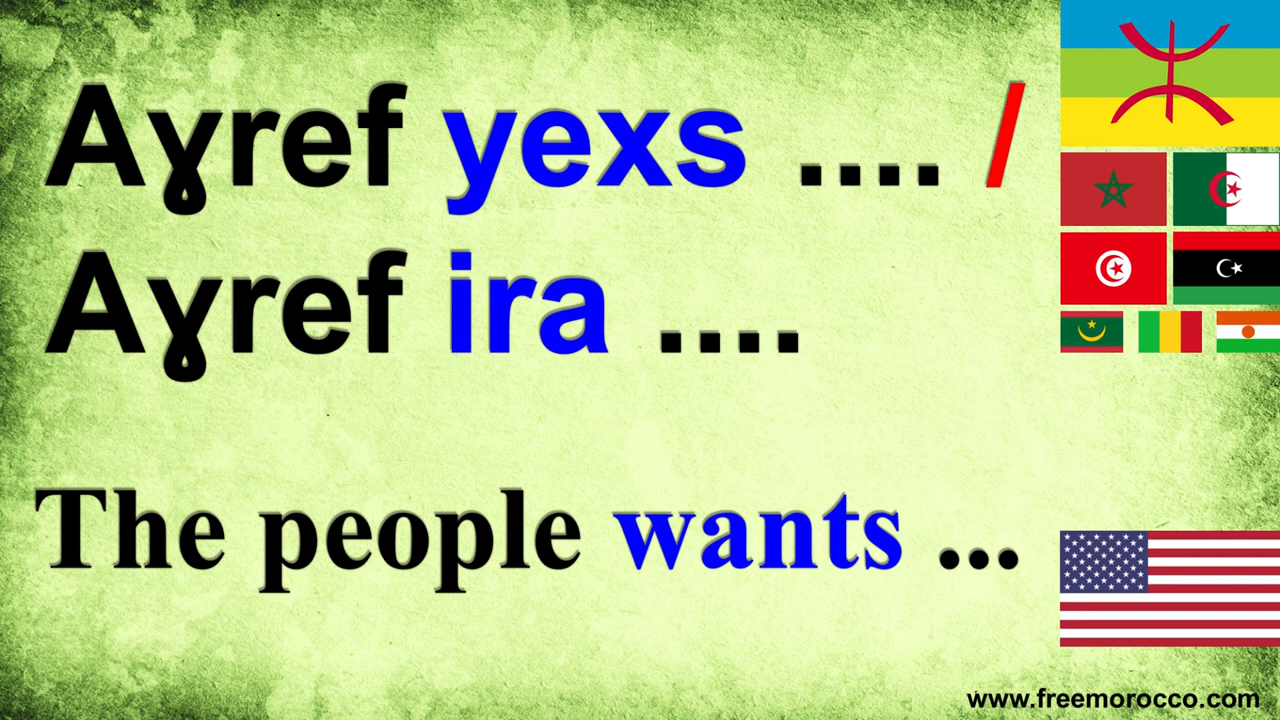 Aɣref yexs .... /
Aɣref ira ....
The people wants ...
www.freemorocco.com